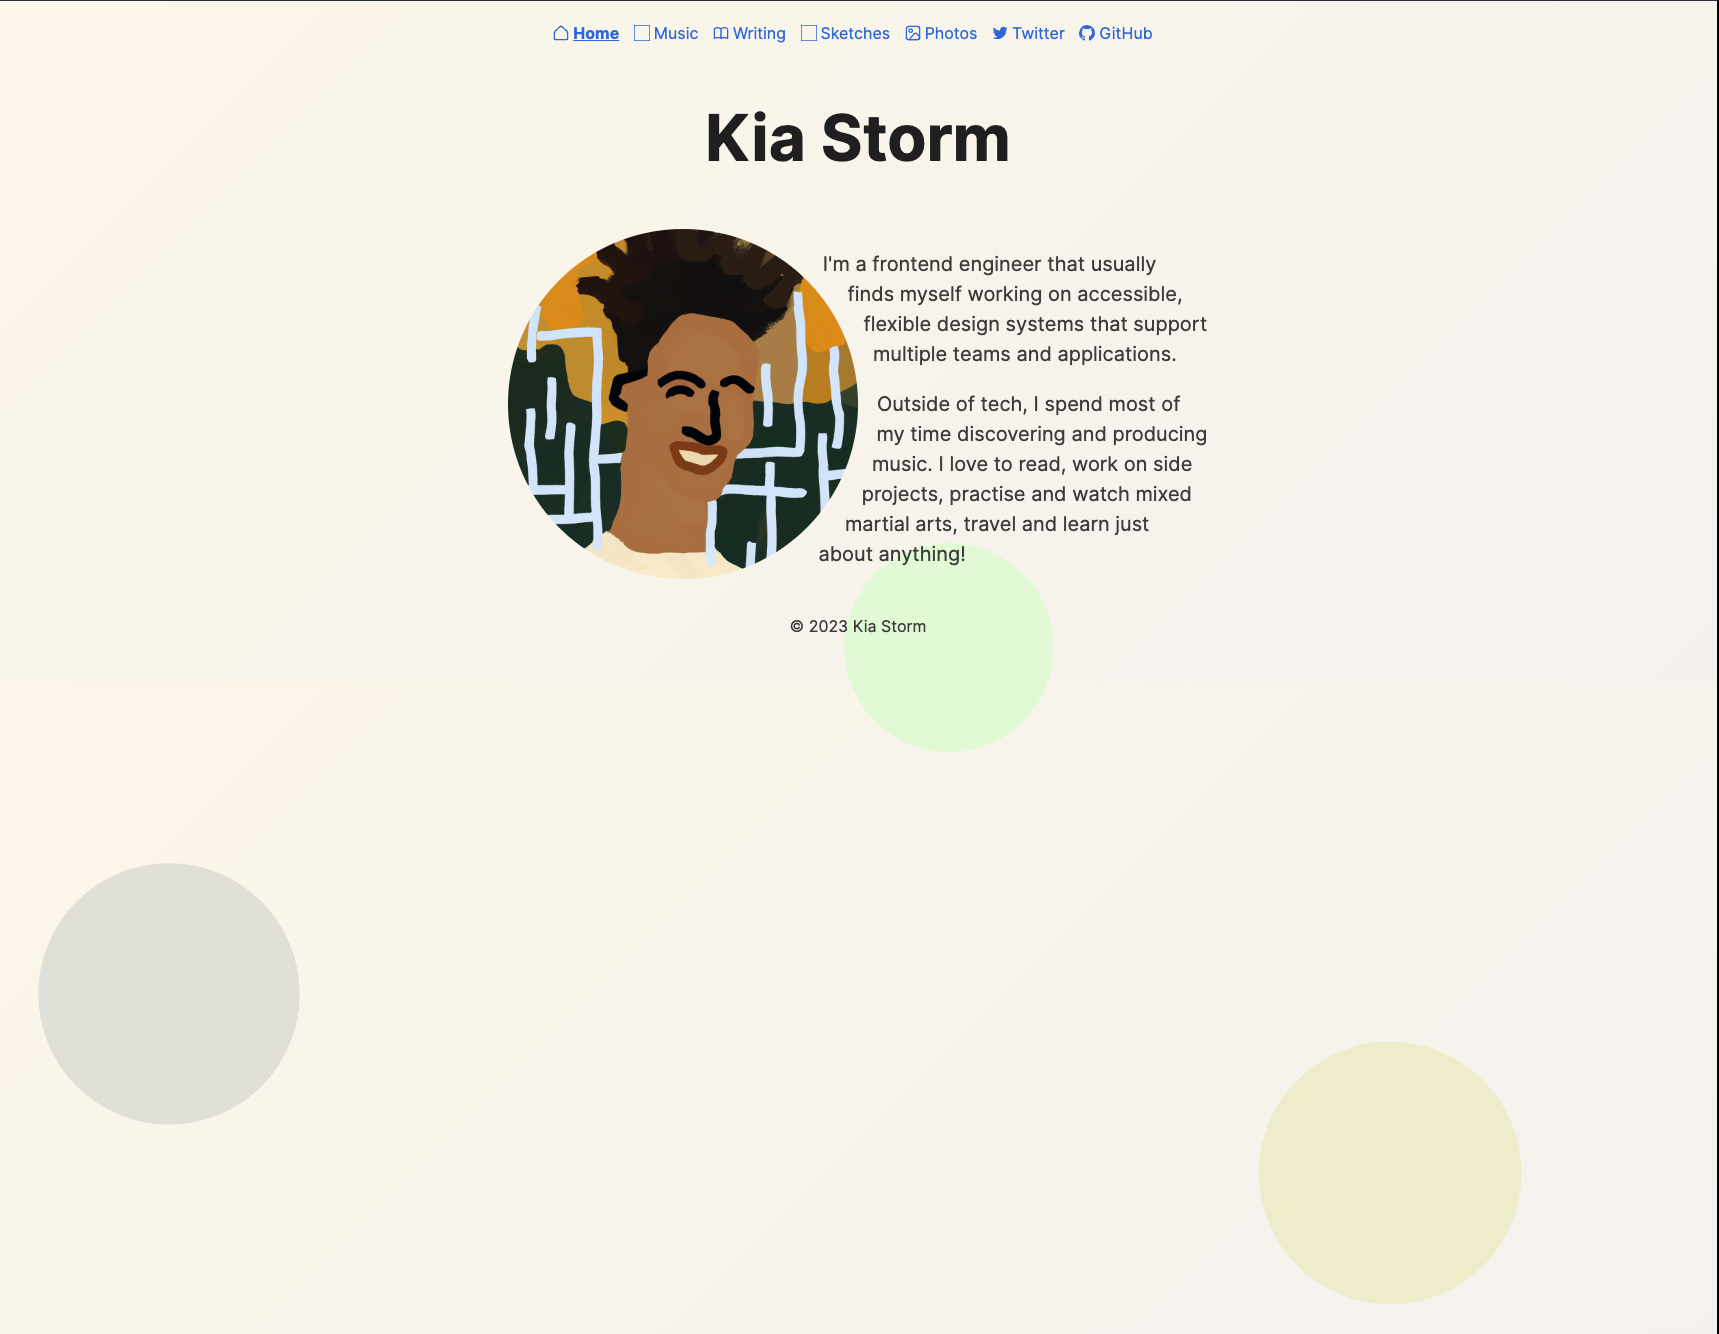 Home Music Writing Sketches Photos Twitter GitHub
Kia Storm
I'm a frontend engineer that usually
finds myself working on accessible,
flexible design systems that support
multiple teams and applications.
Outside of tech, I spend most of
my time discovering and producing
music. I love to read, work on side
projects, practise and watch mixed
martial arts, travel and learn just
about anything!
© 2023 Kia Storm